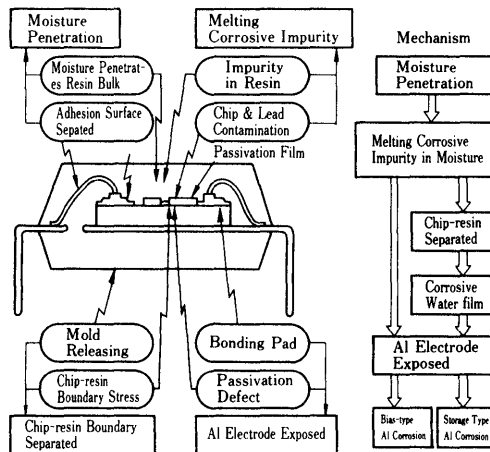 Moisture
Penetration
Melting
Corrosive Impurity
Moisture Penetrat-
es Resin Bulk
Impurity
in Resin
Adhesion Surface
Sepated
Chip & Lead
Contamination
Passivation Film
Mold
Releasing
Bonding Pad
Chip-resin
Boundary Stress
Passivation
Defect
Chip-resin Boundary
Separated
Al Electrode Exposed
Mechanism
Moisture
Penetration
Melting Corrosive
Impurity in Moisture
Chip-resin
Separated
Corrosive
Water film
Al Electrode
Exposed
Bias-type
Al Corrosion
Storage Type
Al Corrosion